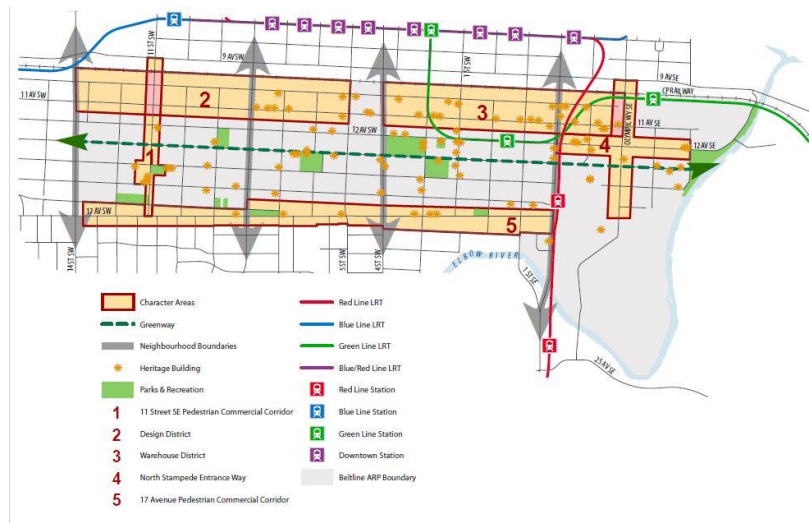 11 ST SW
9 AV SW
1 ST SW
9 AV SE
CP RAILWAY
11 AV SW
2
3
OLYMPIC WY SE
11 AV SE
12 AV SW
4
12 AV SE
1
17 AV SW
5
14 ST SW
5 ST SW
4 ST SW
ELBOW RIVER
1 ST SE
25 AV SE
Character Areas
Greenway
Neighbourhood Boundaries
Heritage Building
Parks & Recreation
1 11 Street SE Pedestrian Commercial Corridor
2 Design District
3 Warehouse District
4 North Stampede Entrance Way
5 17 Avenue Pedestrian Commercial Corridor
Red Line LRT
Blue Line LRT
Green Line LRT
Blue/Red Line LRT
Red Line Station
Blue Line Station
Green Line Station
Downtown Station
Beltline ARP Boundary